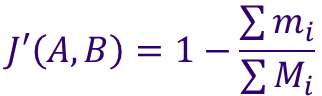 J′(A, B) = 1 − ∑ mᵢ / ∑ Mᵢ